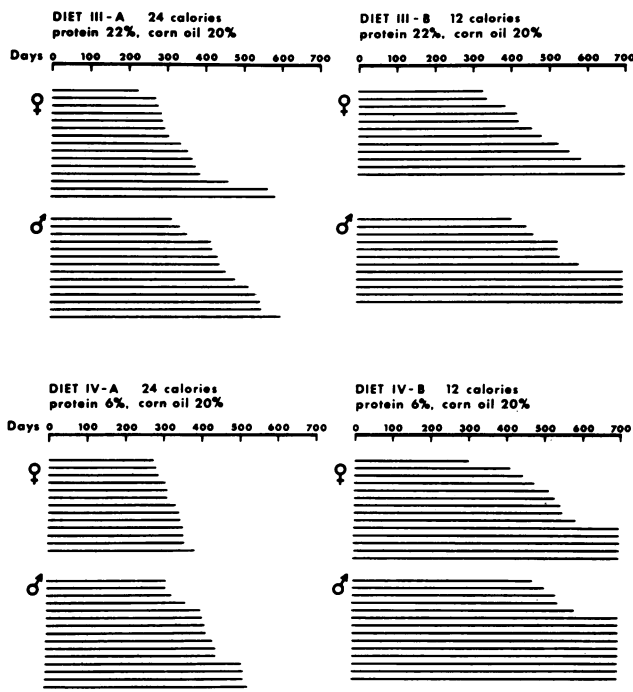 DIET III-A 24 calories
protein 22%, corn oil 20%
Days 0 100 200 300 400 500 600 700
♀
♂
DIET III-B 12 calories
protein 22%, corn oil 20%
0 100 200 300 400 500 600 700
♀
♂
DIET IV-A 24 calories
protein 6%, corn oil 20%
Days 0 100 200 300 400 500 600 700
♀
♂
DIET IV-B 12 calories
protein 6%, corn oil 20%
0 100 200 300 400 500 600 700
♀
♂